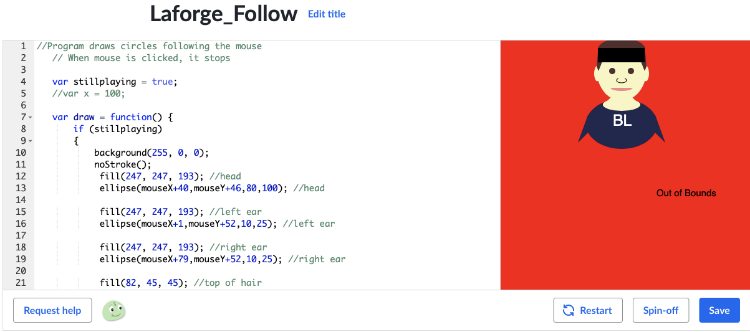 Laforge_Follow Edit title
1 //Program draws circles following the mouse
2 // When mouse is clicked, it stops
3
4 var stillplaying = true;
5 //var x = 100;
6
7 var draw = function() {
8 if (stillplaying)
9 {
10 background(255, 0, 0);
11 noStroke();
12 fill(247, 247, 193); //head
13 ellipse(mouseX+40,mouseY+46,80,100); //head
14
15 fill(247, 247, 193); //left ear
16 ellipse(mouseX+1,mouseY+52,10,25); //left ear
17
18 fill(247, 247, 193); //right ear
19 ellipse(mouseX+79,mouseY+52,10,25); //right ear
20
21 fill(82, 45, 45); //top of hair
BL
Out of Bounds
Request help
Restart
Spin-off
Save